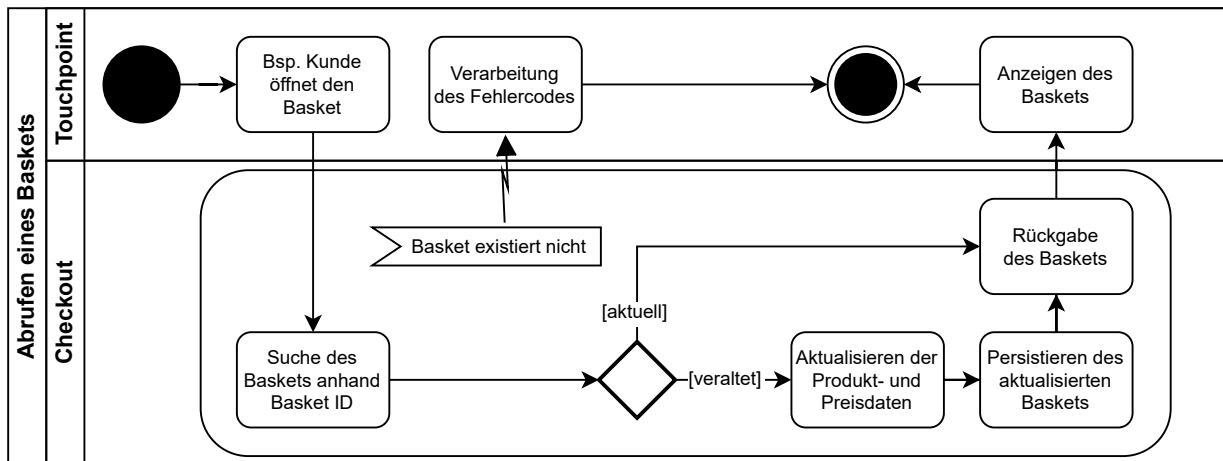 Abrufen eines Baskets
Touchpoint
Bsp. Kunde
öffnet den
Basket
Verarbeitung
des Fehlercodes
Anzeigen des
Baskets
Checkout
Basket existiert nicht
Rückgabe
des Baskets
[aktuell]
Suche des
Baskets anhand
Basket ID
[veraltet]
Aktualisieren der
Produkt- und
Preisdaten
Persistieren des
aktualisierten
Baskets